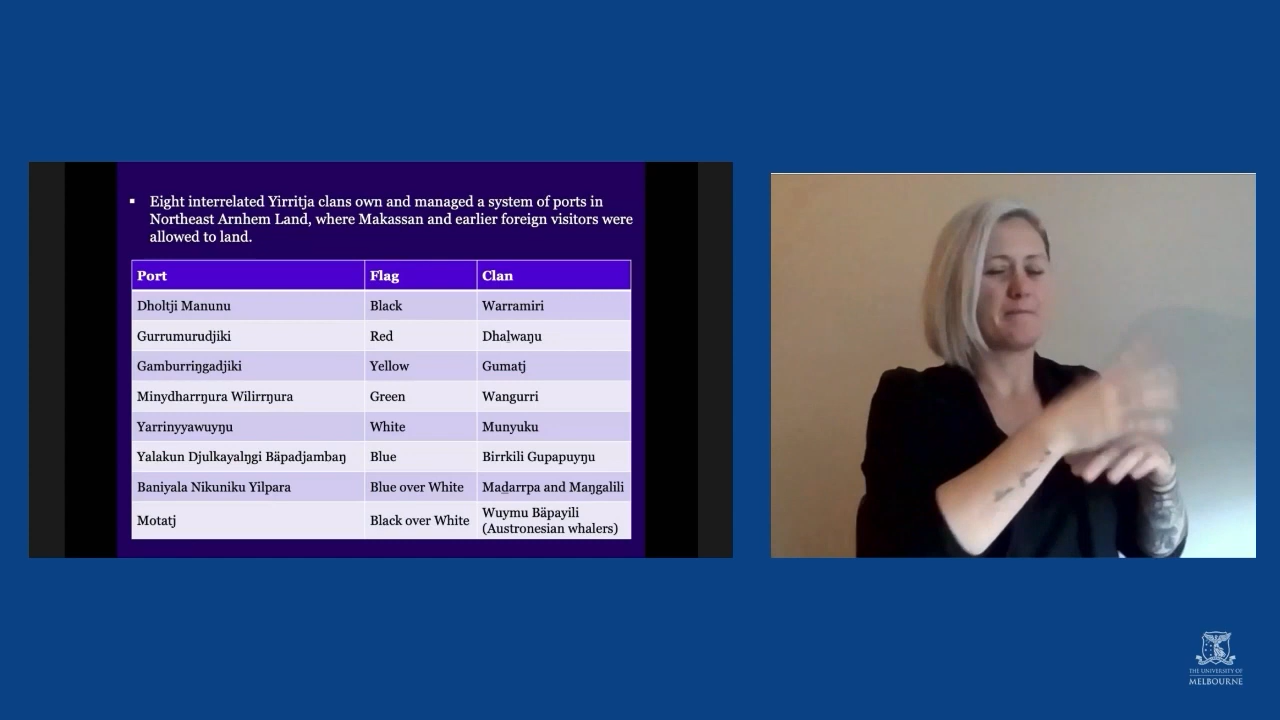 ▪ Eight interrelated Yirritja clans own and managed a system of ports in
Northeast Arnhem Land, where Makassan and earlier foreign visitors were
allowed to land.
Port Flag Clan
Dholtji Manunu Black Warramiri
Gurrumurudjiki Red Dhaḻwaŋu
Gamburriŋgadjiki Yellow Gumatj
Minydharrŋura Wilirrŋura Green Wangurri
Yarrinyyawuyŋu White Munyuku
Yalakun Djulkayalŋgi Bäpadjambaŋ Blue Birrkili Gupapuyŋu
Baniyala Nikuniku Yilpara Blue over White Maḏarrpa and Maŋgalili
Motatj Black over White Wuymu Bäpayili
(Austronesian whalers)
THE UNIVERSITY OF
MELBOURNE